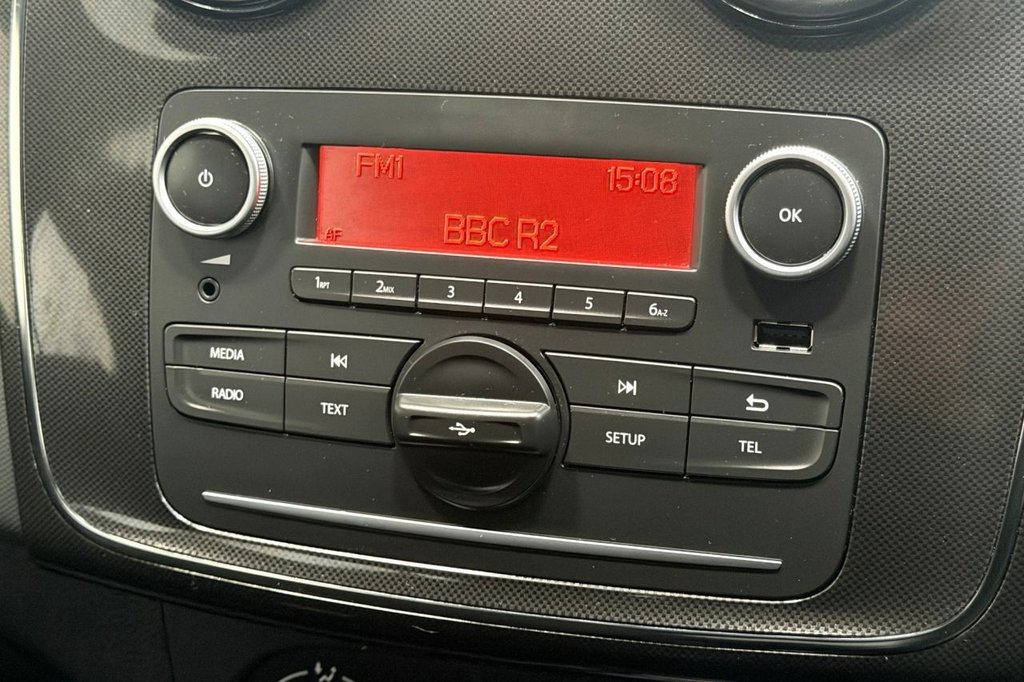 FM1 15:08
BBC R2
AF
OK
1RPT 2MIX 3 4 5 6A-Z
MEDIA
RADIO TEXT
SETUP TEL